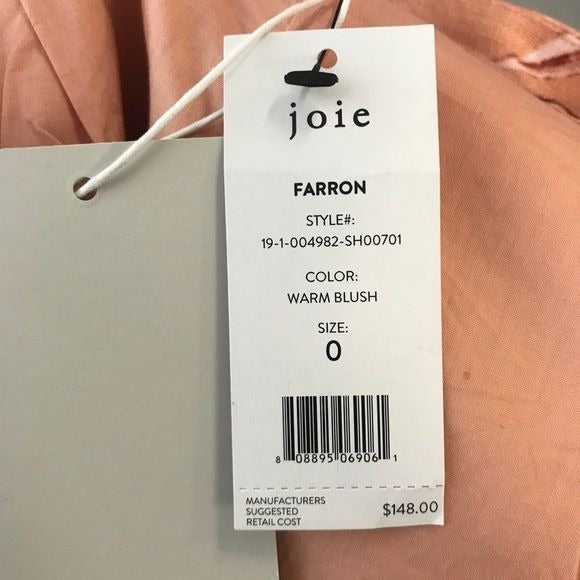 joie
FARRON
STYLE#:
19-1-004982-SH00701
COLOR:
WARM BLUSH
SIZE:
0
8 08895 06906 1
MANUFACTURERS
SUGGESTED
RETAIL COST
$148.00